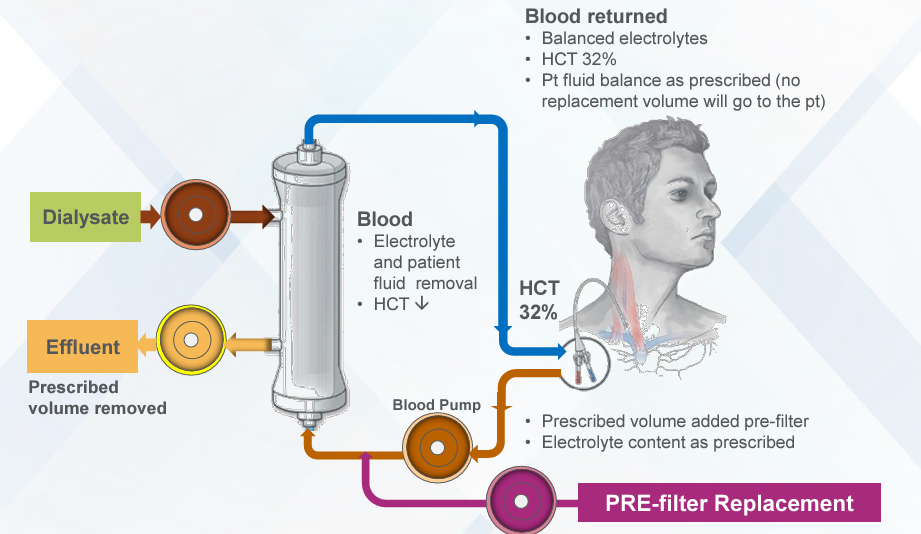 Blood returned
• Balanced electrolytes
• HCT 32%
• Pt fluid balance as prescribed (no
replacement volume will go to the pt)
Dialysate
Blood
• Electrolyte
and patient
fluid removal
• HCT ↓
HCT
32%
Effluent
Prescribed
volume removed
Blood Pump
• Prescribed volume added pre-filter
• Electrolyte content as prescribed
PRE-filter Replacement